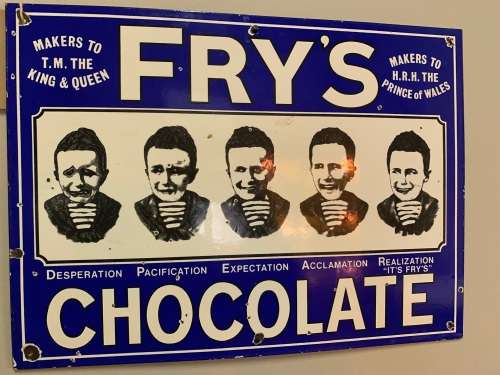 MAKERS TO
T.M. THE
KING & QUEEN
FRY'S
MAKERS TO
H.R.H. THE
PRINCE of WALES
DESPERATION PACIFICATION EXPECTATION ACCLAMATION REALIZATION
"IT'S FRY'S"
CHOCOLATE